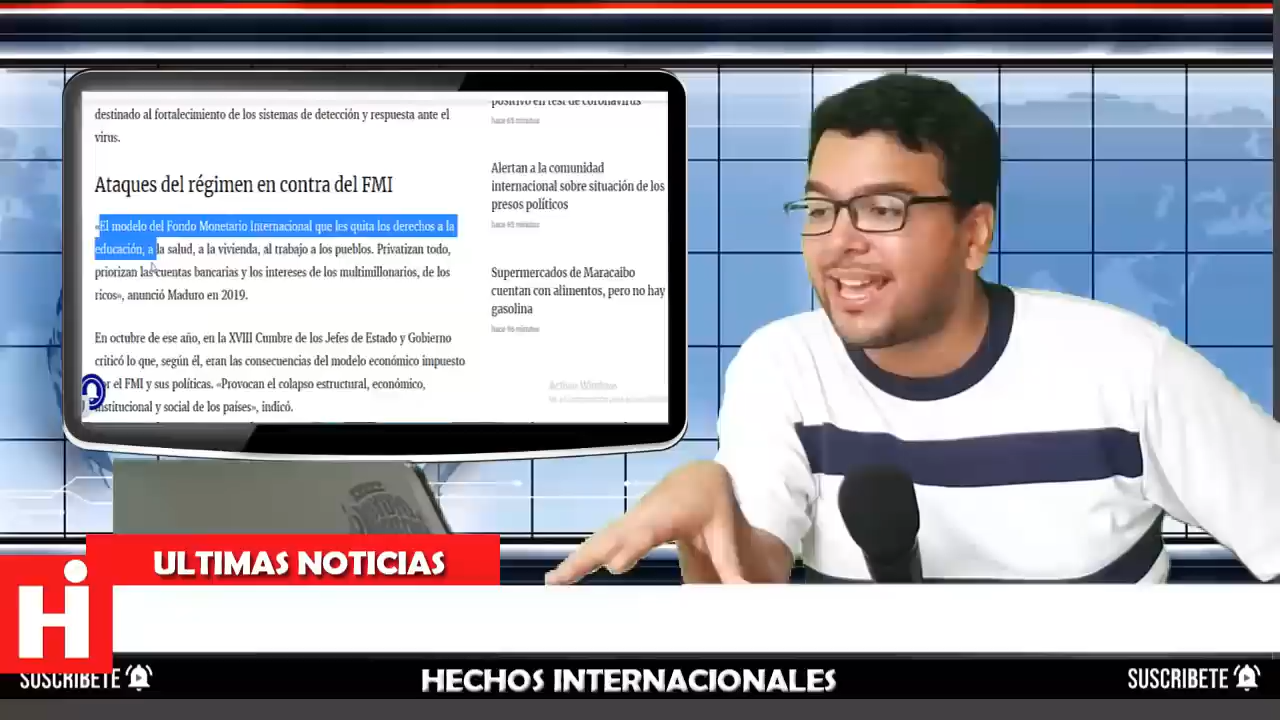 destinado al fortalecimiento de los sistemas de detección y respuesta ante el
virus.
Ataques del régimen en contra del FMI
«El modelo del Fondo Monetario Internacional que les quita los derechos a la
educación, a la salud, a la vivienda, al trabajo a los pueblos. Privatizan todo,
priorizan las cuentas bancarias y los intereses de los multimillonarios, de los
ricos», anunció Maduro en 2019.
En octubre de ese año, en la XVIII Cumbre de los Jefes de Estado y Gobierno
criticó lo que, según él, eran las consecuencias del modelo económico impuesto
por el FMI y sus políticas. «Provocan el colapso estructural, económico,
institucional y social de los países», indicó.
positivo en test de coronavirus
hace 65 minutos
Alertan a la comunidad
internacional sobre situación de los
presos políticos
Supermercados de Maracaibo
cuentan con alimentos, pero no hay
gasolina
Activar Windows
ULTIMAS NOTICIAS
Hi
SUSCRIBETE
HECHOS INTERNACIONALES
SUSCRIBETE